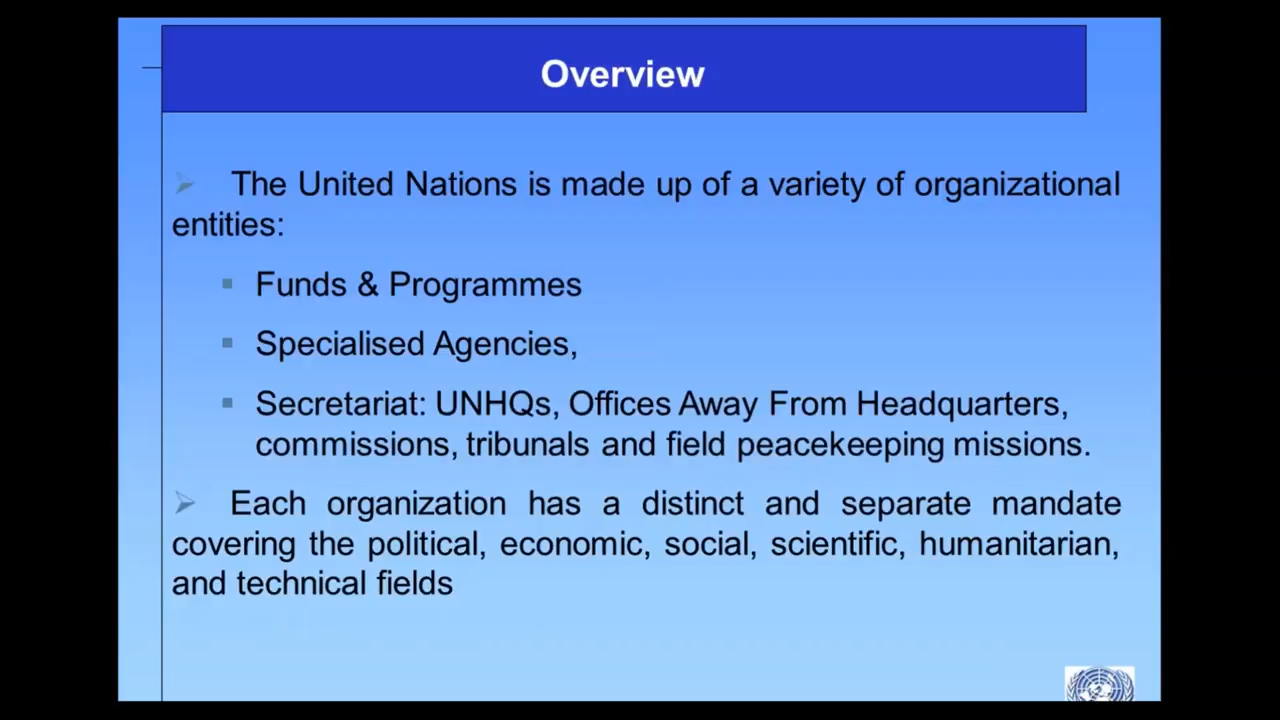 Overview
The United Nations is made up of a variety of organizational
entities:
Funds & Programmes
Specialised Agencies,
Secretariat: UNHQs, Offices Away From Headquarters,
commissions, tribunals and field peacekeeping missions.
Each organization has a distinct and separate mandate
covering the political, economic, social, scientific, humanitarian,
and technical fields